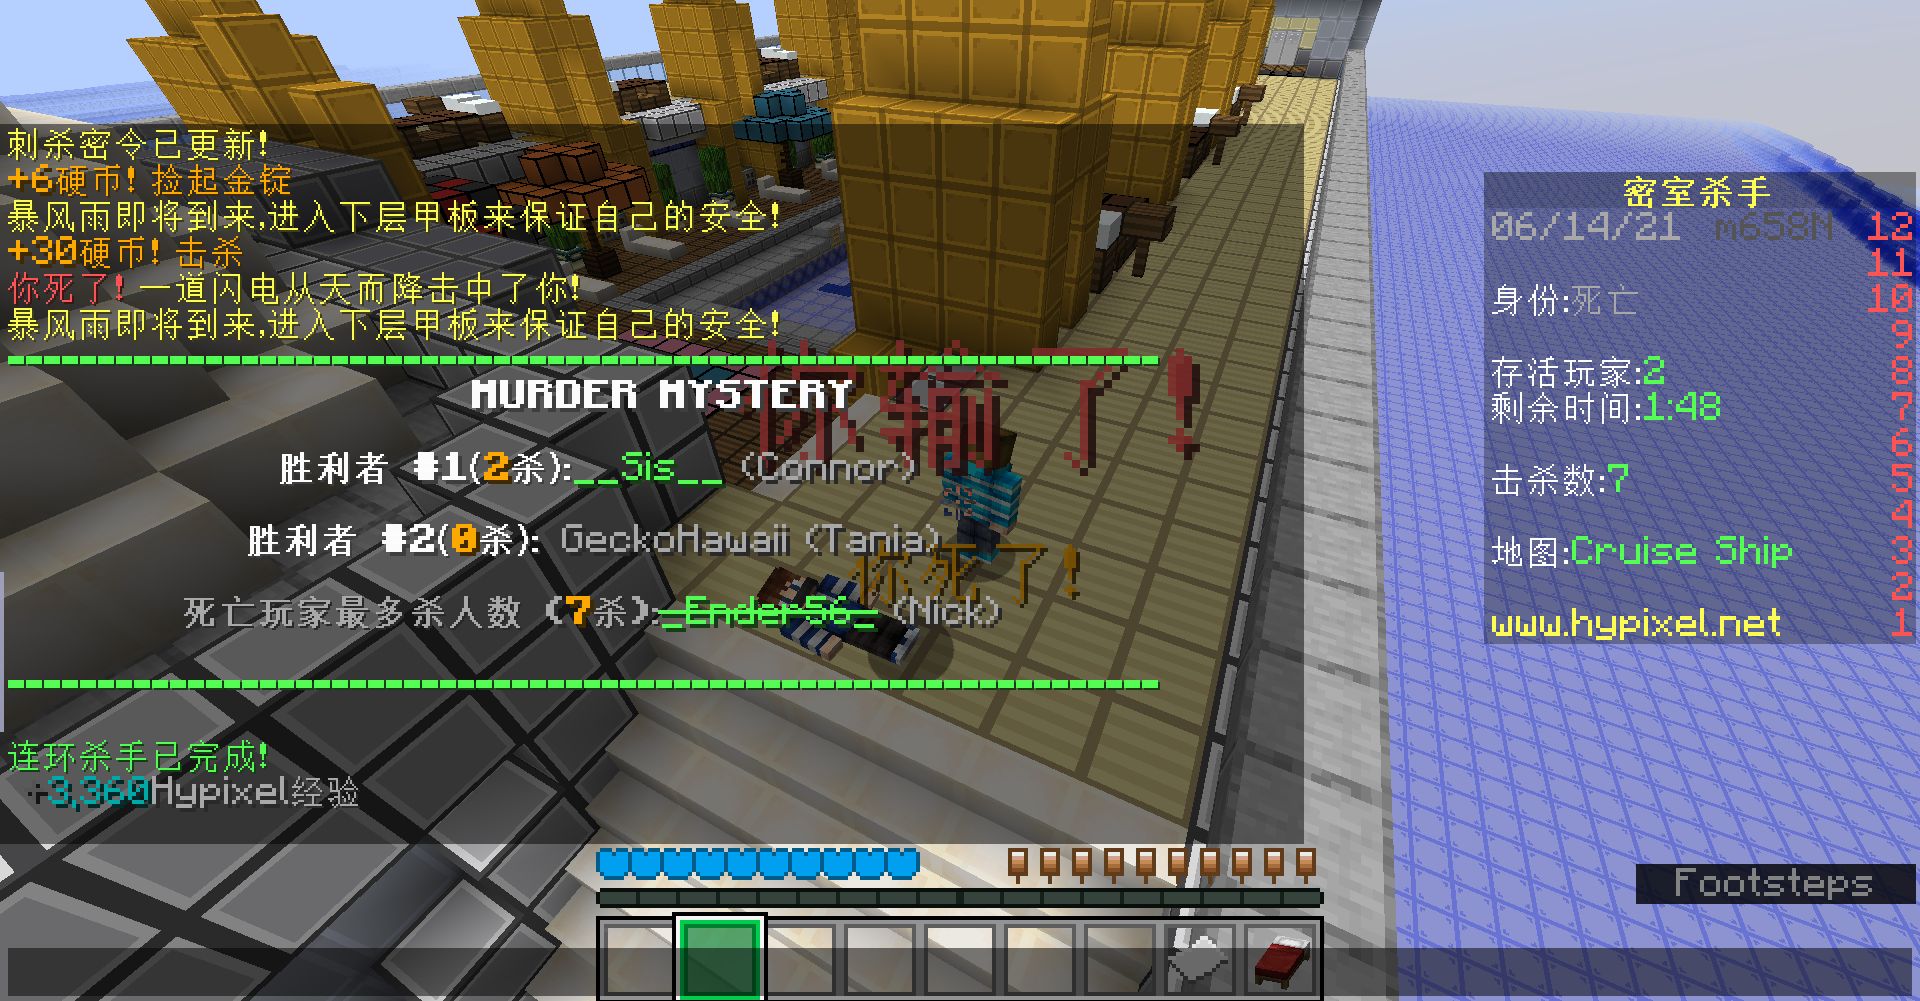 刺杀密令已更新!
+6硬币! 捡起金锭
暴风雨即将到来,进入下层甲板来保证自己的安全!
+30硬币! 击杀
你死了! 一道闪电从天而降击中了你!
暴风雨即将到来,进入下层甲板来保证自己的安全!
MURDER MYSTERY
胜利者 #1(2杀):__Sis__ (Connor)
胜利者 #2(0杀): GeckoHawaii (Tania)
死亡玩家最多杀人数 (7杀):_Ender56_ (Nick)
连环杀手已完成!
+3,360Hypixel经验
你输了!
你死了!
密室杀手
06/14/21 m658N 12
11
身份:死亡 10
9
存活玩家:2 8
剩余时间:1:48 7
6
击杀数:7 5
4
地图:Cruise Ship 3
2
www.hypixel.net 1
Footsteps